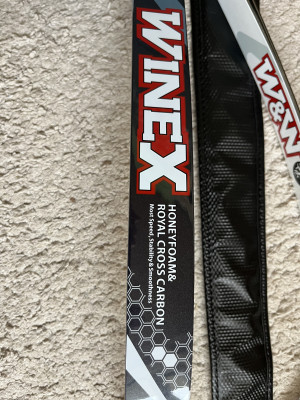 WINEX
HONEYFOAM&
ROYAL CROSS CARBON
Most Speed, Stability & Smoothness
W&W